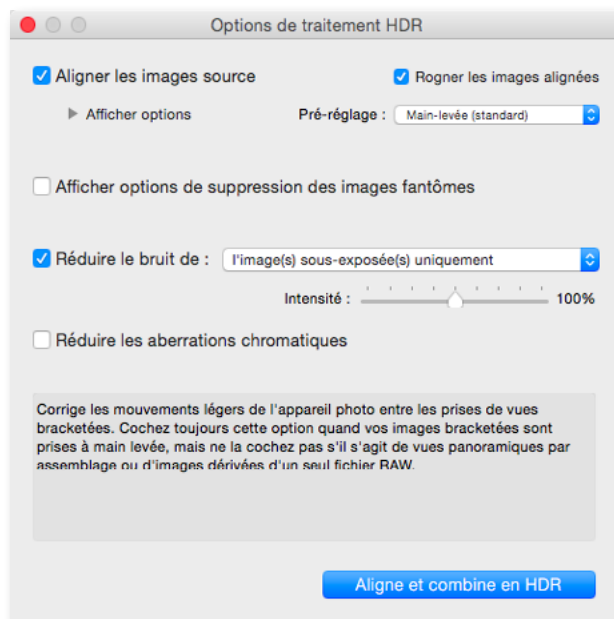 Options de traitement HDR
Aligner les images source
Rogner les images alignées
Afficher options
Pré-réglage :
Main-levée (standard)
Afficher options de suppression des images fantômes
Réduire le bruit de :
l'image(s) sous-exposée(s) uniquement
Intensité :
100%
Réduire les aberrations chromatiques
Corrige les mouvements légers de l'appareil photo entre les prises de vues
bracketées. Cochez toujours cette option quand vos images bracketées sont
prises à main levée, mais ne la cochez pas s'il s'agit de vues panoramiques par
assemblage ou d'images dérivées d'un seul fichier RAW.
Aligne et combine en HDR